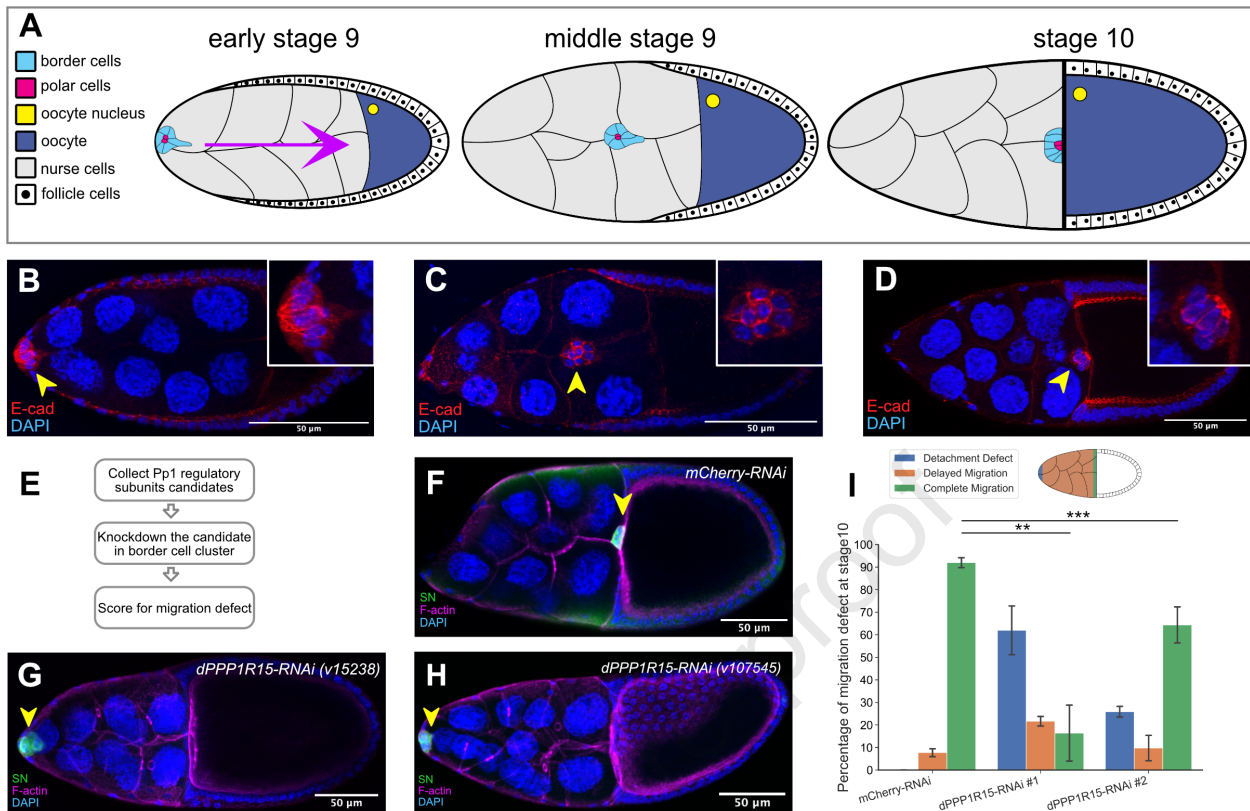 A
early stage 9
middle stage 9
stage 10
border cells
polar cells
oocyte nucleus
oocyte
nurse cells
follicle cells
B
E-cad
DAPI
50 µm
C
E-cad
DAPI
50 µm
D
E-cad
DAPI
50 µm
E
Collect Pp1 regulatory
subunits candidates
Knockdown the candidate
in border cell cluster
Score for migration defect
F
mCherry-RNAi
SN
F-actin
DAPI
50 µm
G
dPPP1R15-RNAi (v15238)
SN
F-actin
DAPI
50 µm
H
dPPP1R15-RNAi (v107545)
SN
F-actin
DAPI
50 µm
I
Detachment Defect
Delayed Migration
Complete Migration
***
**
Percentage of migration defect at stage10
100
90
80
70
60
50
40
30
20
10
0
mCherry-RNAi
dPPP1R15-RNAi #1
dPPP1R15-RNAi #2